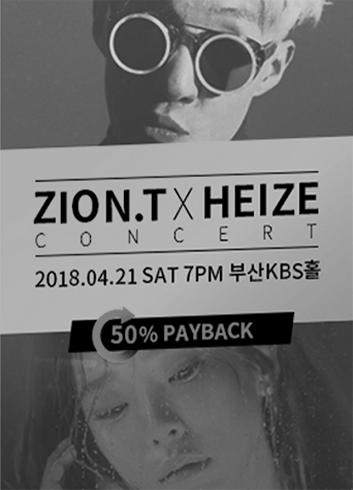 ZION.T X HEIZE
CONCERT
2018.04.21 SAT 7PM 부산KBS홀
50% PAYBACK